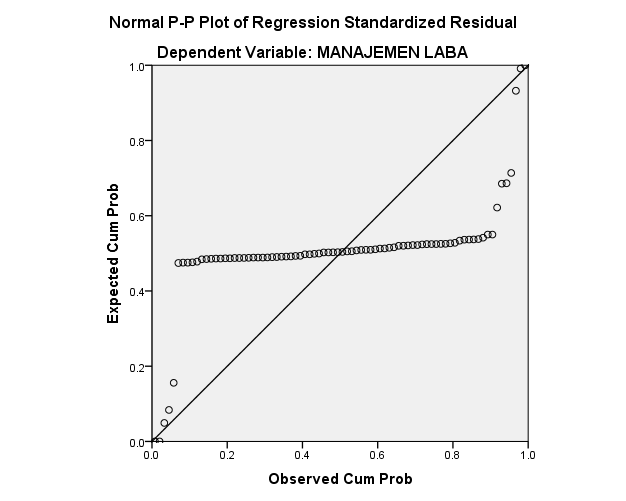 Normal P-P Plot of Regression Standardized Residual
Dependent Variable: MANAJEMEN LABA
Expected Cum Prob
1.0
0.8
0.6
0.4
0.2
0.0
0.0 0.2 0.4 0.6 0.8 1.0
Observed Cum Prob